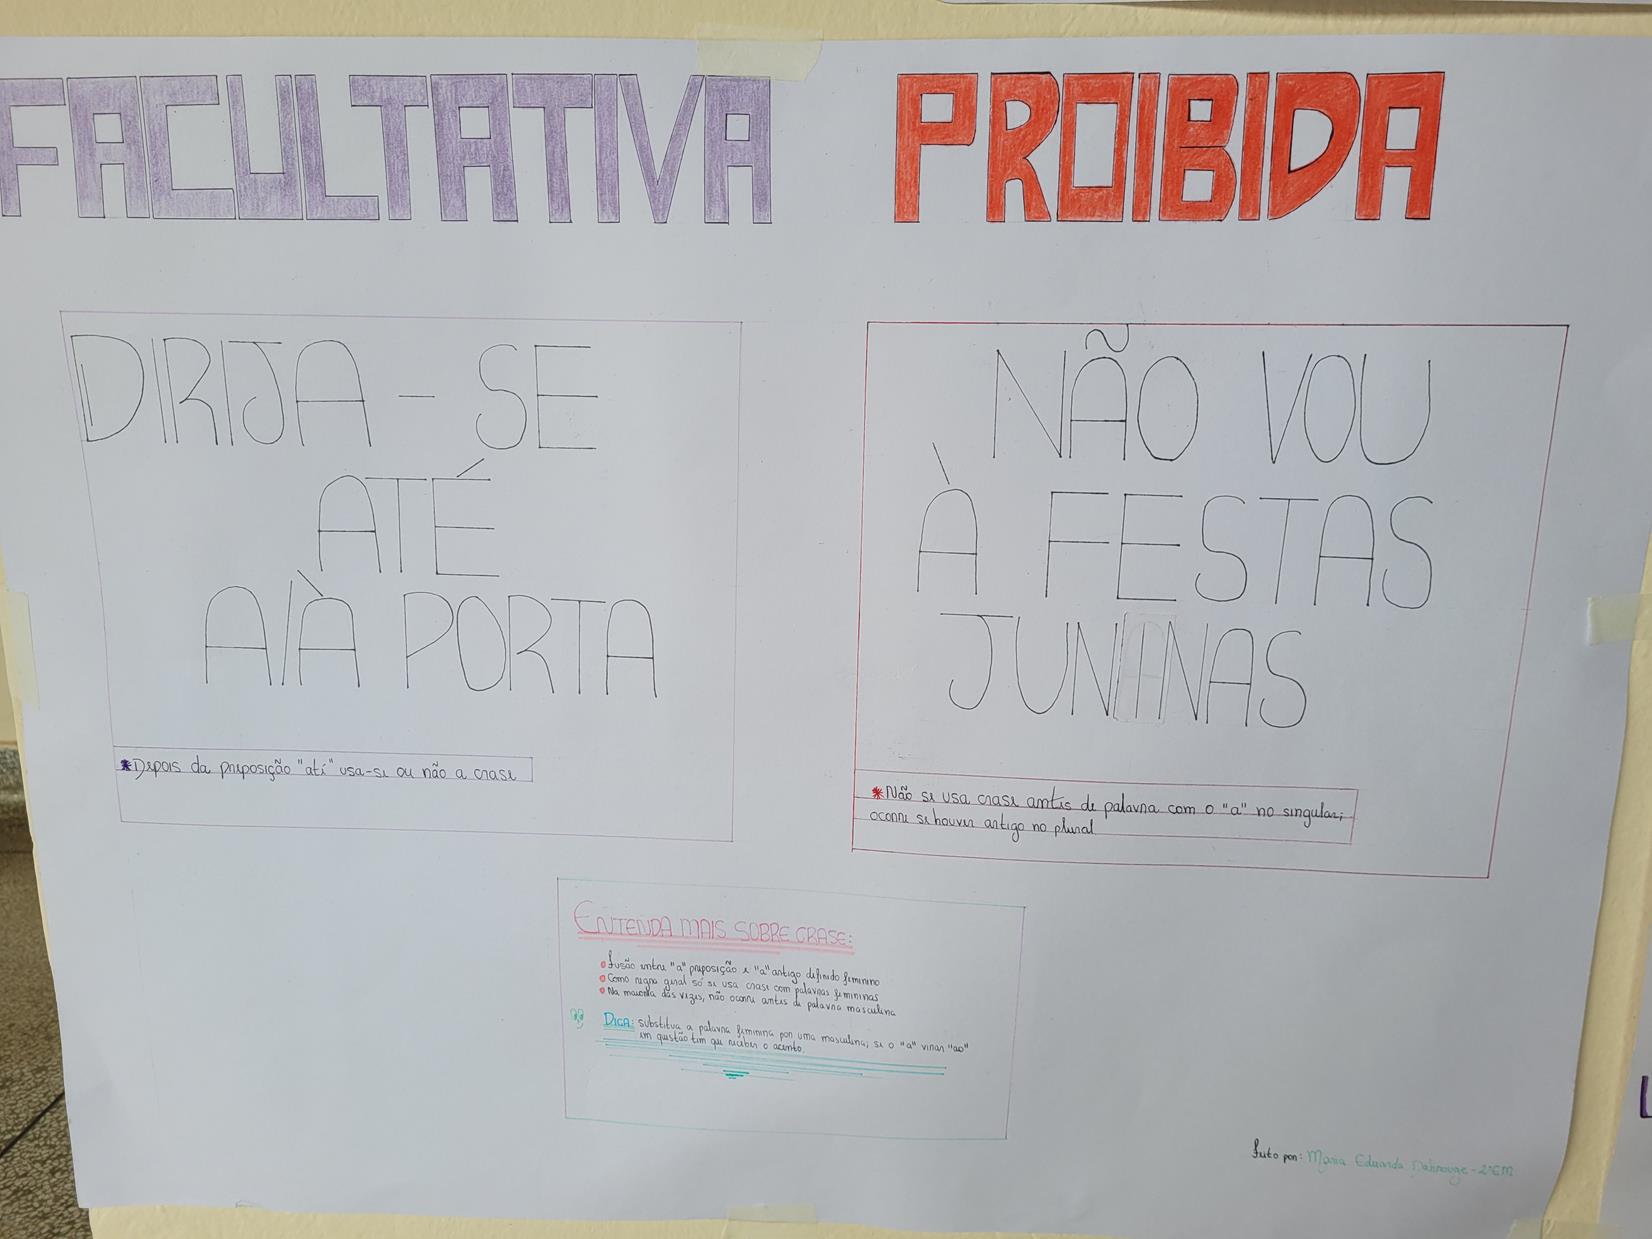 FACULTATIVA
DIRIJA-SE
ATÉ
A/À PORTA
*Depois da preposição "até" usa-se ou não a crase
PROIBIDA
NÃO VOU
À FESTAS
JUNINAS
*Não se usa crase antes de palavra com o "a" no singular;
ocorre se houver artigo no plural
ENTENDA MAIS SOBRE CRASE:
fusão entre "a" preposição e "a" artigo definido feminino
Como regra geral só se usa crase com palavras femininas
Na maioria das vezes, não ocorre antes de palavra masculina
DICA: substitua a palavra feminina por uma masculina; se o "a" virar "ao"
em questão tem que receber o acento.
feito por: Maria Eduarda - 2ºEM